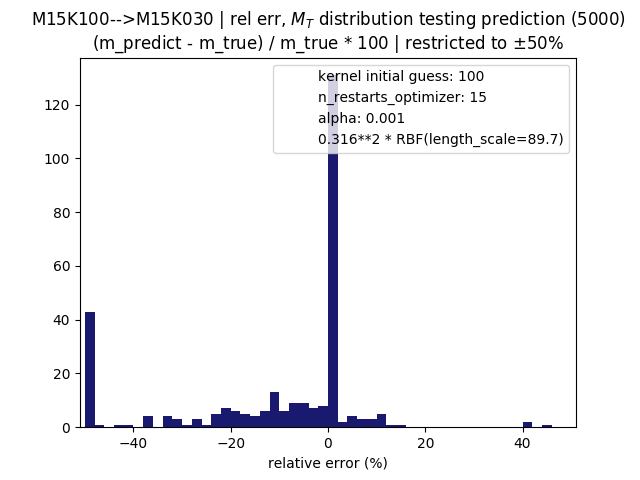 M15K100-->M15K030 | rel err, M_T distribution testing prediction (5000)
(m_predict - m_true) / m_true * 100 | restricted to ±50%
kernel initial guess: 100
n_restarts_optimizer: 15
alpha: 0.001
0.316**2 * RBF(length_scale=89.7)
120
100
80
60
40
20
0
−40
−20
0
20
40
relative error (%)